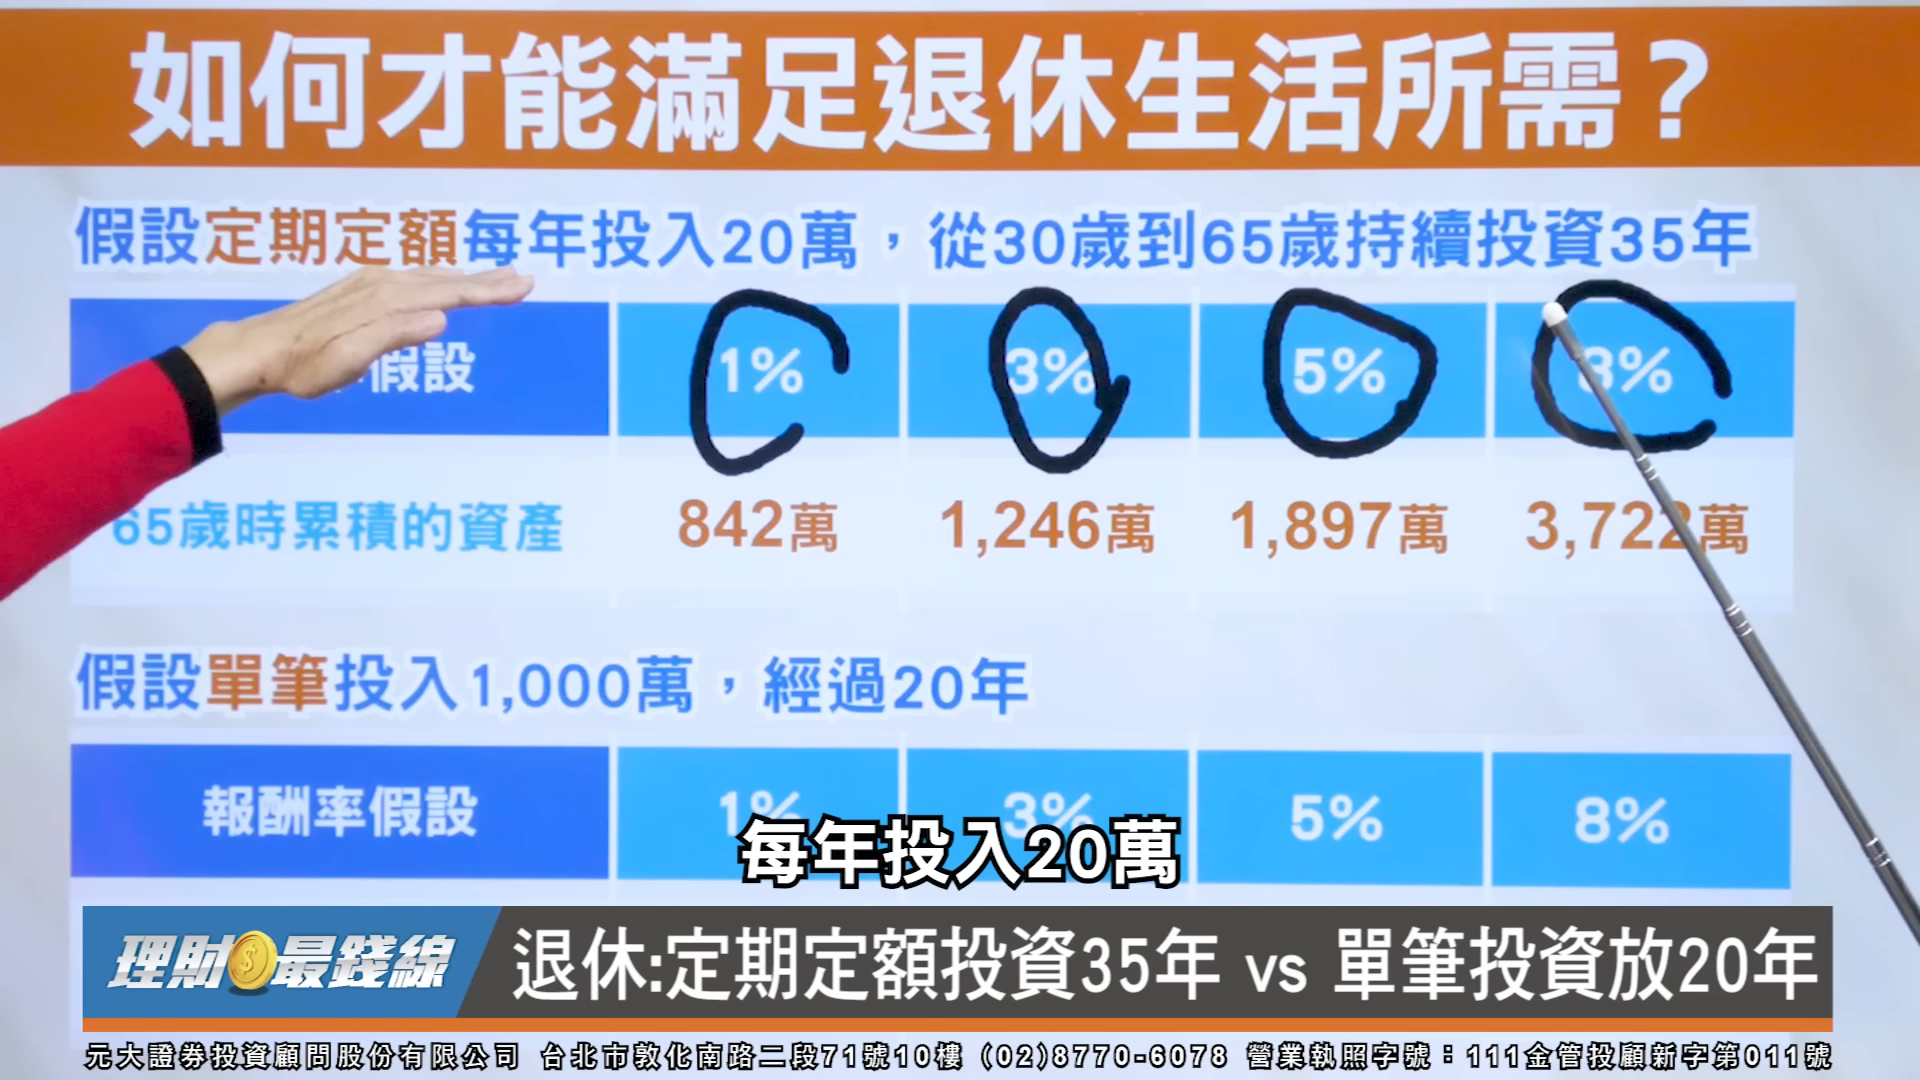 如何才能滿足退休生活所需？
假設定期定額每年投入20萬，從30歲到65歲持續投資35年
假設 1% 3% 5% 8%
65歲時累積的資產 842萬 1,246萬 1,897萬 3,722萬
假設單筆投入1,000萬，經過20年
報酬率假設 1% 3% 5% 8%
每年投入20萬
理財最錢線 退休:定期定額投資35年 vs 單筆投資放20年
元大證券投資顧問股份有限公司 台北市敦化南路二段71號10樓 (02)8770-6078 營業執照字號：111金管投顧新字第011號